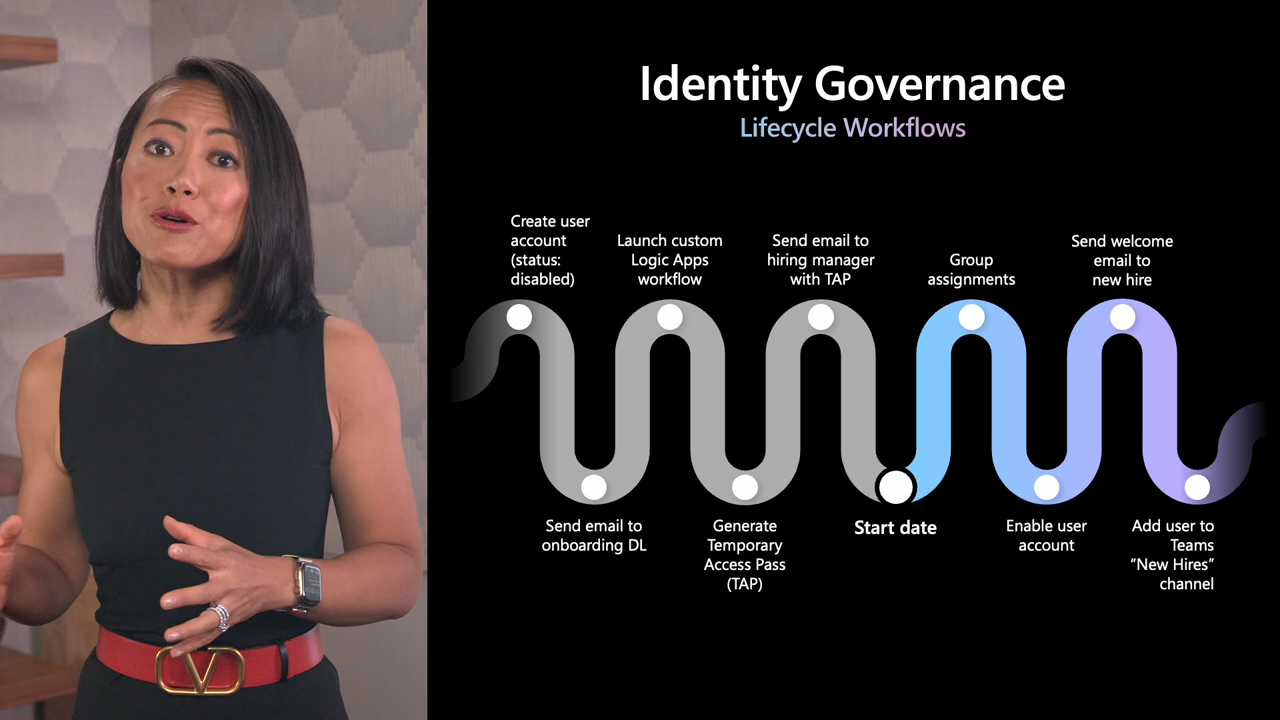 Identity Governance
Lifecycle Workflows
Create user
account
(status:
disabled)
Launch custom
Logic Apps
workflow
Send email to
hiring manager
with TAP
Group
assignments
Send welcome
email to
new hire
Send email to
onboarding DL
Generate
Temporary
Access Pass
(TAP)
Start date
Enable user
account
Add user to
Teams
“New Hires”
channel